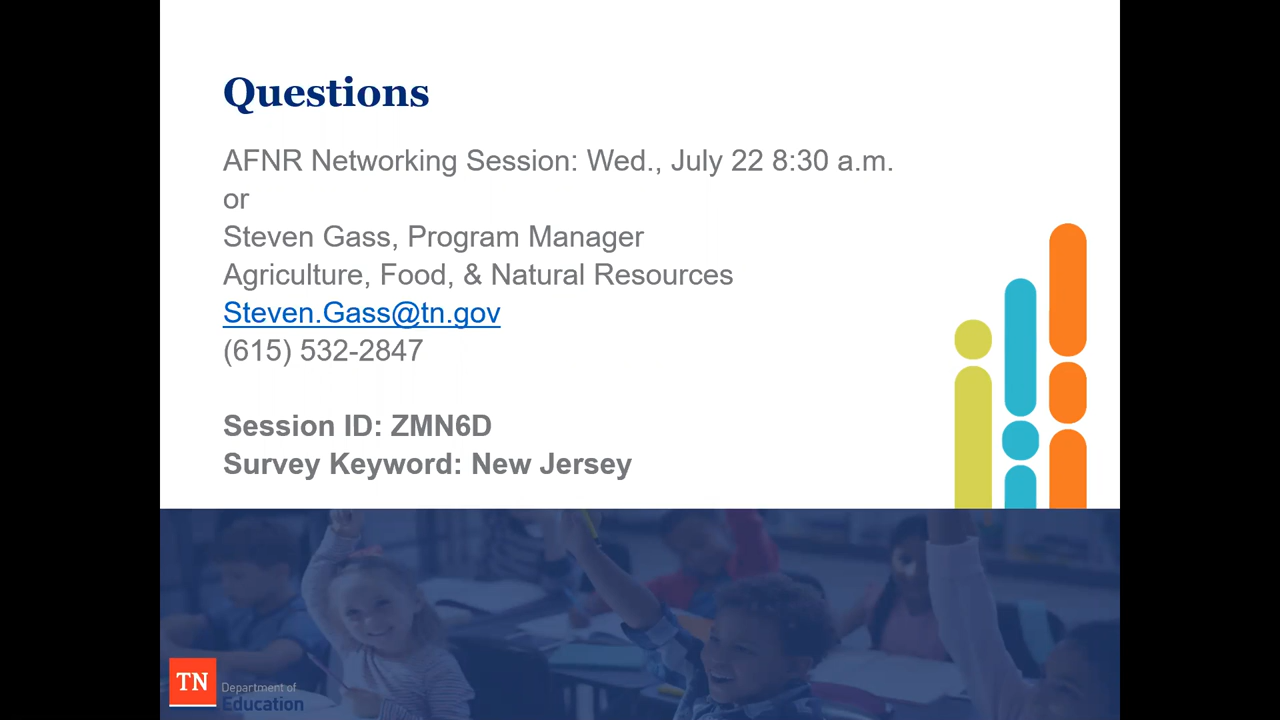 Questions
AFNR Networking Session: Wed., July 22 8:30 a.m.
or
Steven Gass, Program Manager
Agriculture, Food, & Natural Resources
Steven.Gass@tn.gov
(615) 532-2847
Session ID: ZMN6D
Survey Keyword: New Jersey
TN
Department of
Education